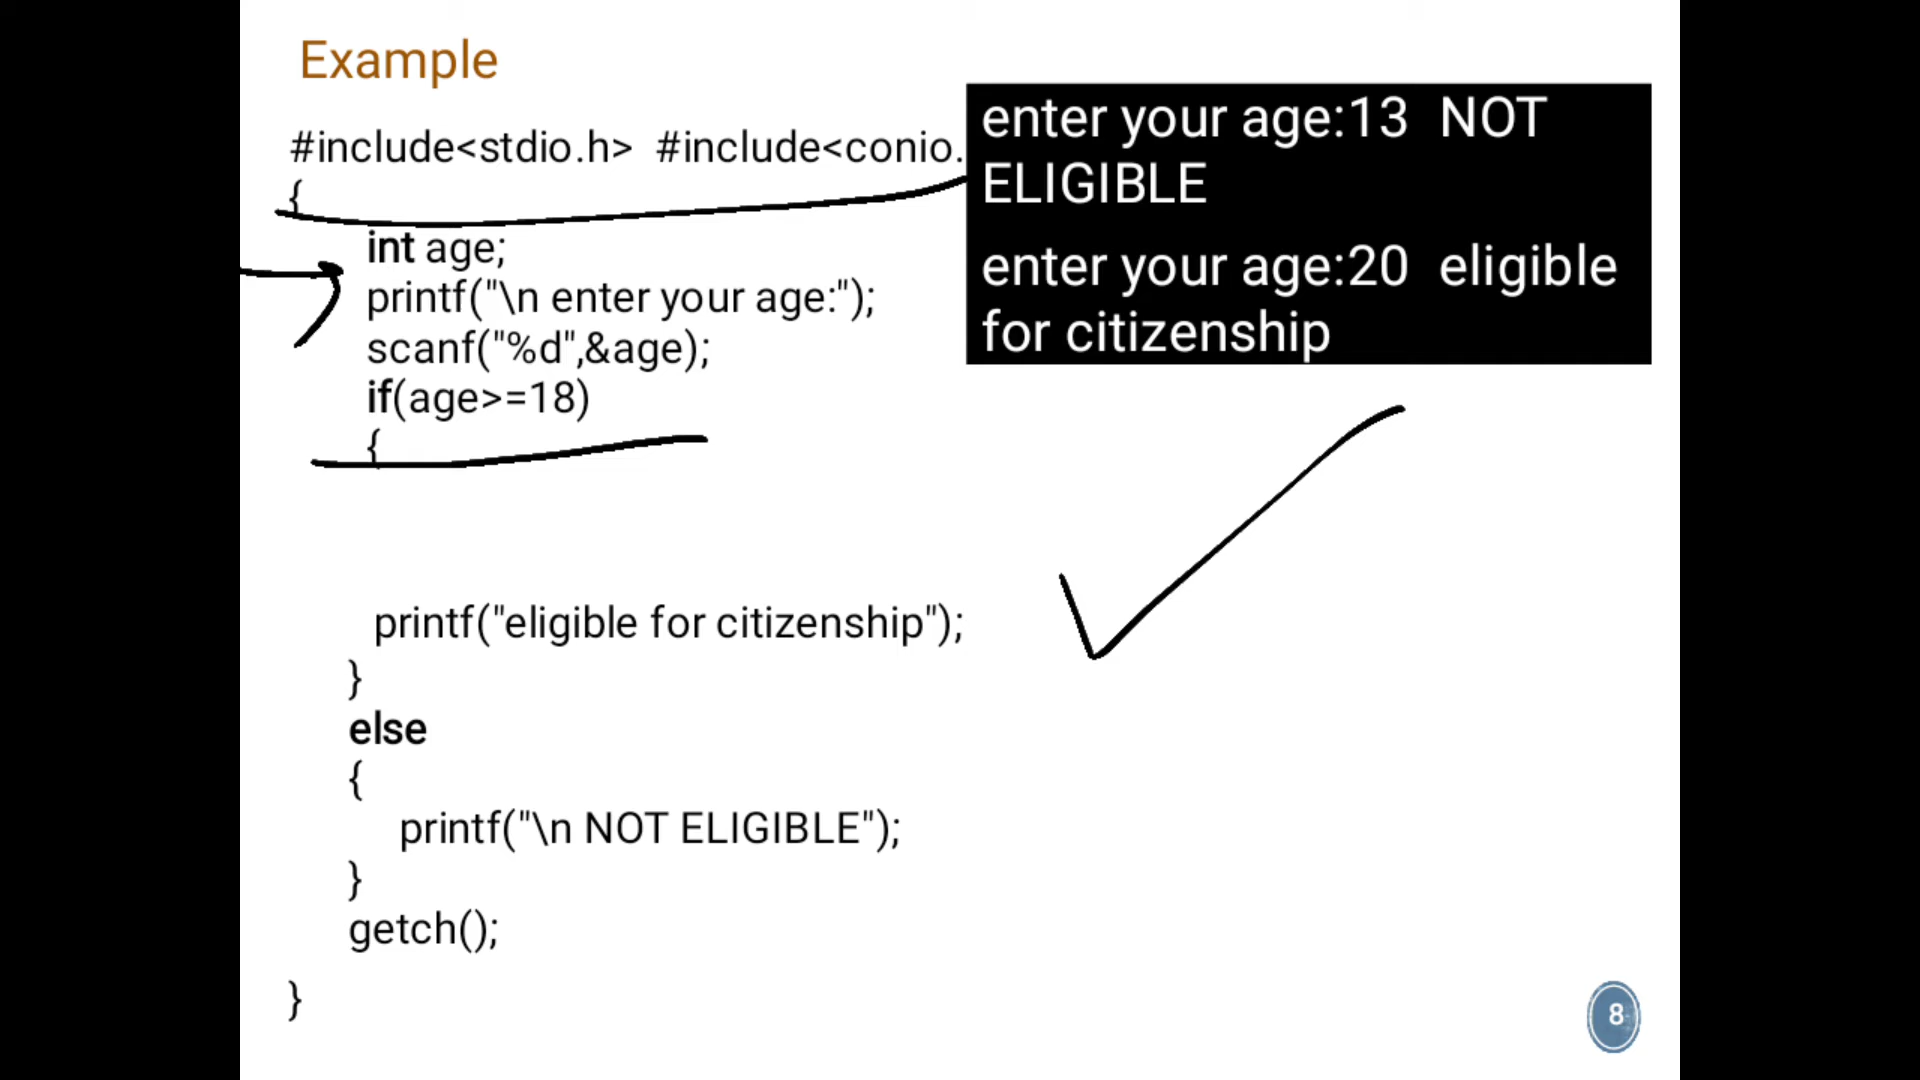 Example
#include<stdio.h> #include<conio.
{
int age;
printf("\n enter your age:");
scanf("%d",&age);
if(age>=18)
{
printf("eligible for citizenship");
}
else
{
printf("\n NOT ELIGIBLE");
}
getch();
}
enter your age:13 NOT
ELIGIBLE
enter your age:20 eligible
for citizenship
8